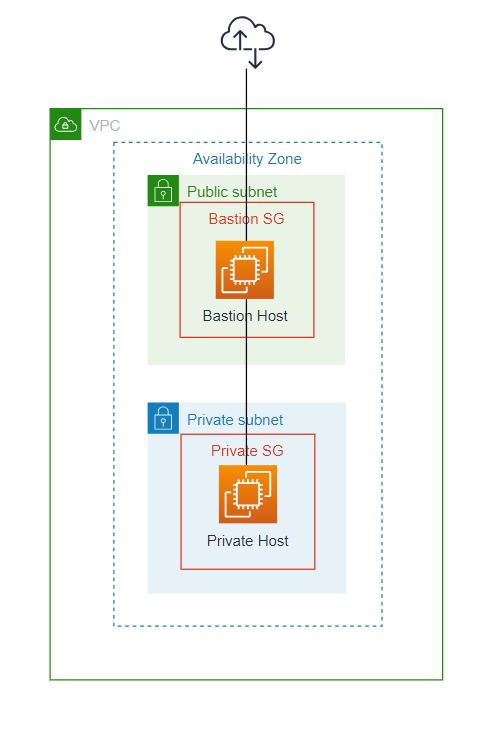 VPC
Availability Zone
Public subnet
Bastion SG
Bastion Host
Private subnet
Private SG
Private Host